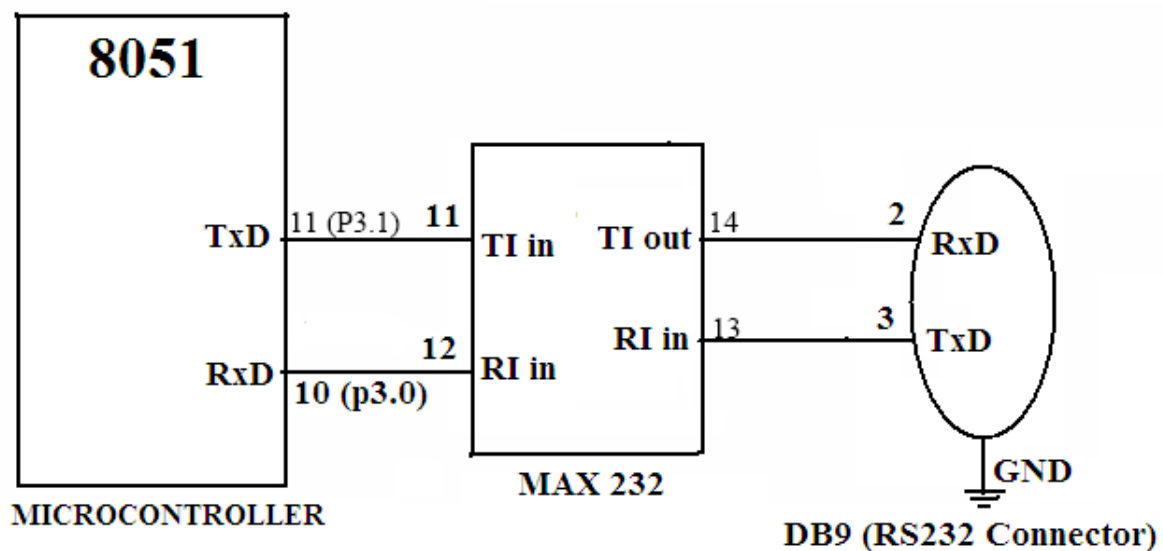 8051
TxD
11 (P3.1)
11
TI in
TI out
14
2
RxD
RxD
10 (p3.0)
12
RI in
RI in
13
3
TxD
GND
MAX 232
MICROCONTROLLER
DB9 (RS232 Connector)